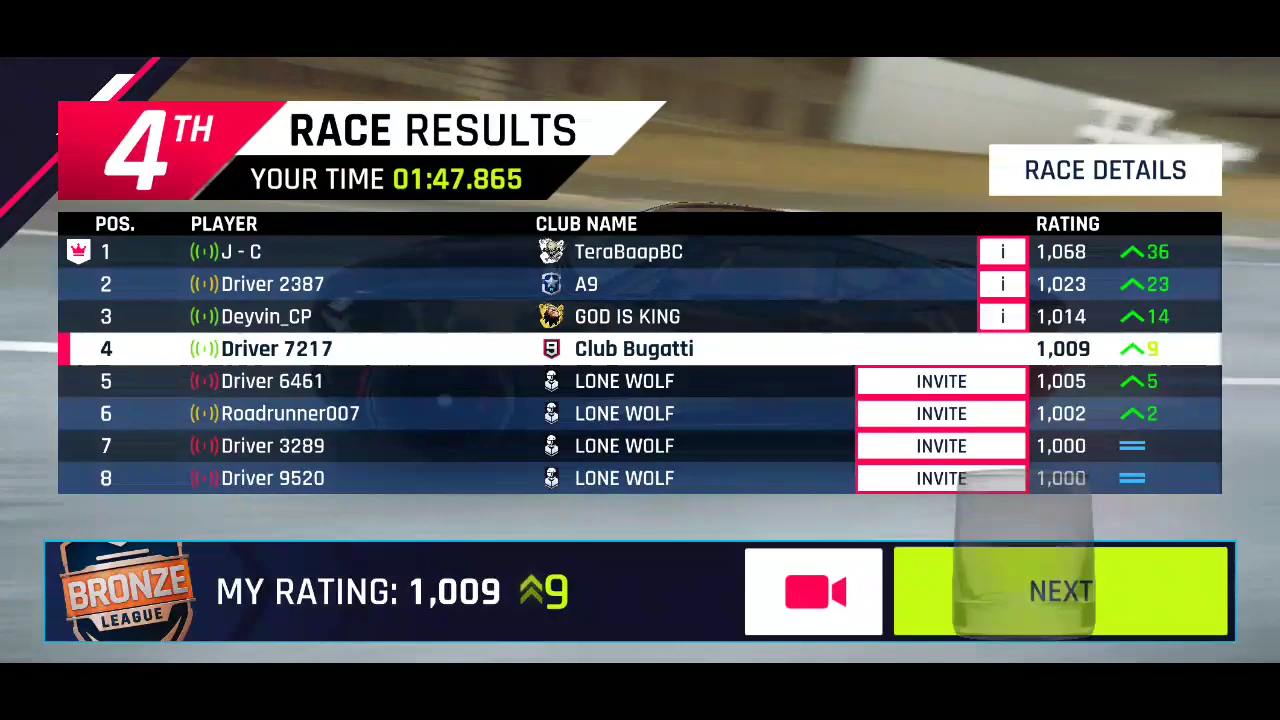 4TH
RACE RESULTS
YOUR TIME 01:47.865
RACE DETAILS
POS. PLAYER CLUB NAME RATING
1 J - C TeraBaapBC i 1,068 36
2 Driver 2387 A9 i 1,023 23
3 Deyvin_CP GOD IS KING i 1,014 14
4 Driver 7217 Club Bugatti 1,009 9
5 Driver 6461 LONE WOLF INVITE 1,005 5
6 Roadrunner007 LONE WOLF INVITE 1,002 2
7 Driver 3289 LONE WOLF INVITE 1,000
8 Driver 9520 LONE WOLF INVITE 1,000
BRONZE
LEAGUE
MY RATING: 1,009 9
NEXT